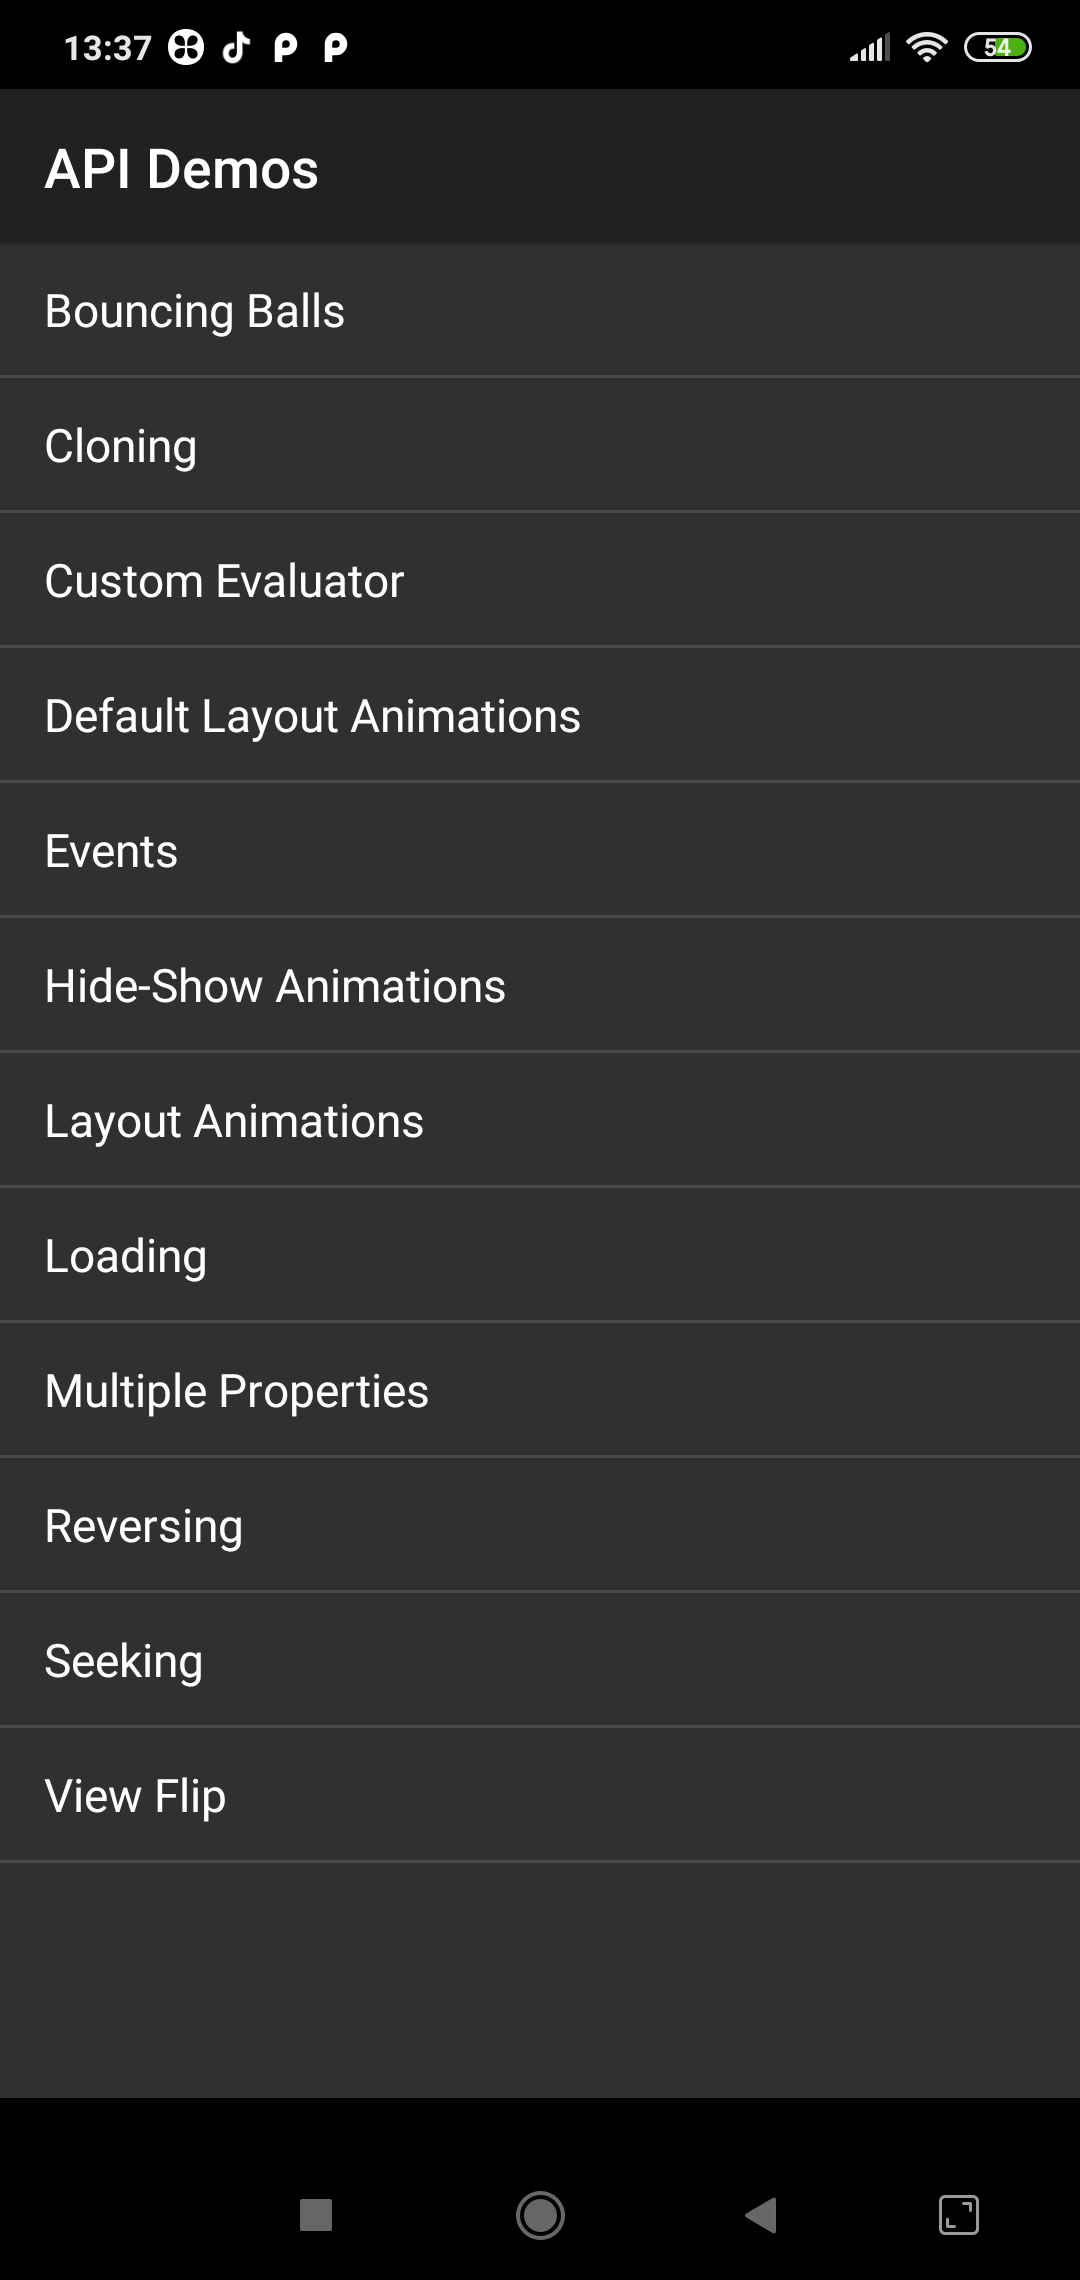 13:37
54
API Demos
Bouncing Balls
Cloning
Custom Evaluator
Default Layout Animations
Events
Hide-Show Animations
Layout Animations
Loading
Multiple Properties
Reversing
Seeking
View Flip